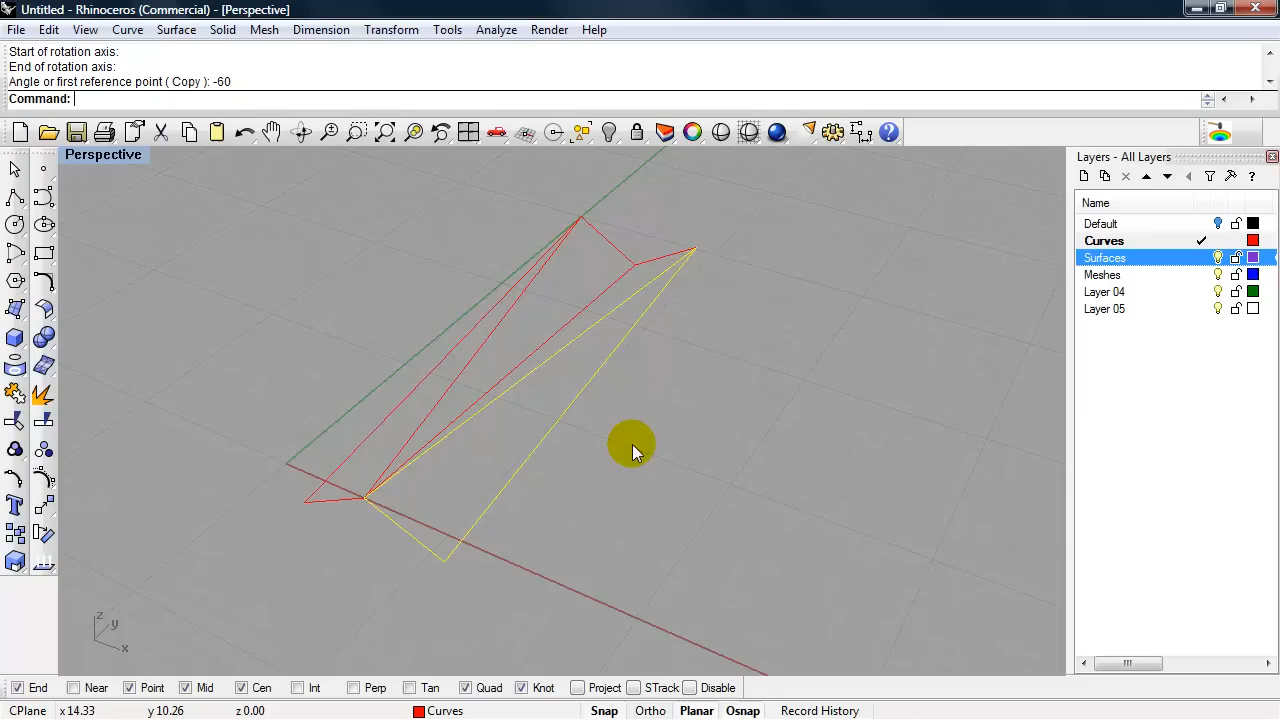 Untitled - Rhinoceros (Commercial) - [Perspective]
File Edit View Curve Surface Solid Mesh Dimension Transform Tools Analyze Render Help
Start of rotation axis:
End of rotation axis:
Angle or first reference point ( Copy ): -60
Command:
Perspective
Layers - All Layers
Name
Default
Curves
Surfaces
Meshes
Layer 04
Layer 05
z
y
x
End Near Point Mid Cen Int Perp Tan Quad Knot Project STrack Disable
CPlane x 14.33 y 10.26 z 0.00 Curves Snap Ortho Planar Osnap Record History